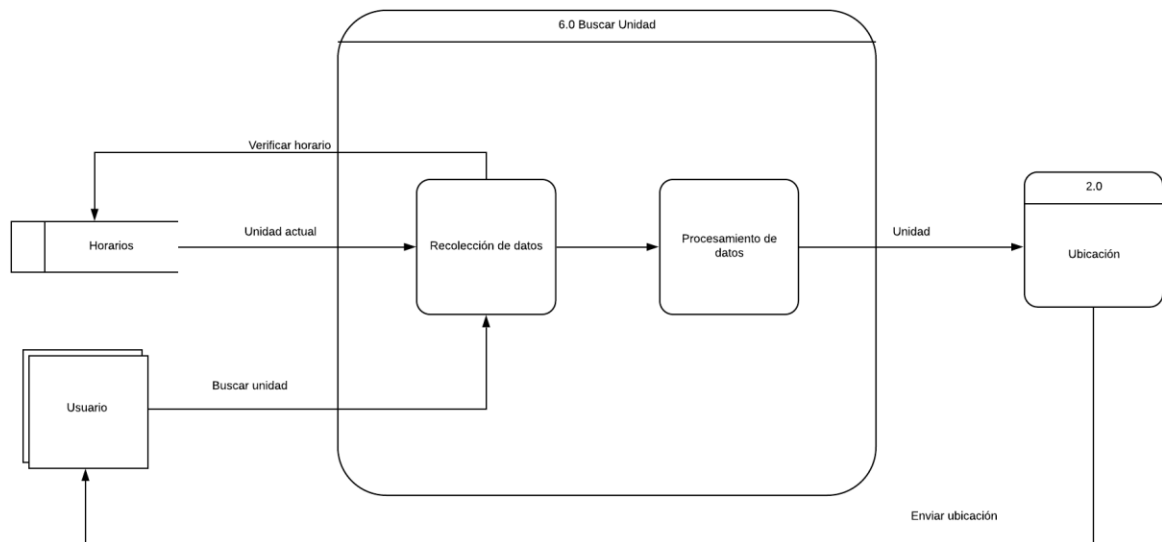 6.0 Buscar Unidad
Verificar horario
Horarios
Unidad actual
Recolección de datos
Procesamiento de
datos
Unidad
2.0
Ubicación
Buscar unidad
Usuario
Enviar ubicación